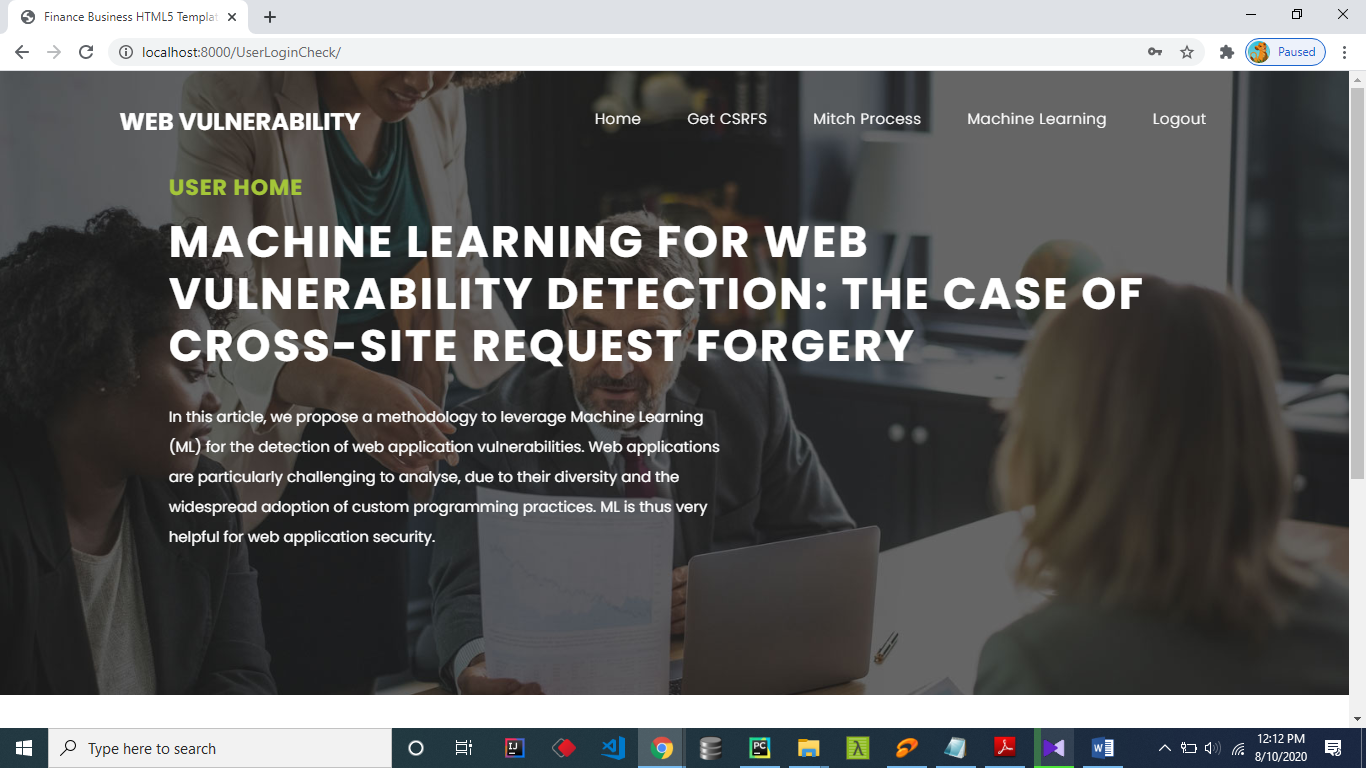 Finance Business HTML5 Templat
localhost:8000/UserLoginCheck/
Paused
WEB VULNERABILITY
Home Get CSRFS Mitch Process Machine Learning Logout
USER HOME
MACHINE LEARNING FOR WEB
VULNERABILITY DETECTION: THE CASE OF
CROSS-SITE REQUEST FORGERY
In this article, we propose a methodology to leverage Machine Learning
(ML) for the detection of web application vulnerabilities. Web applications
are particularly challenging to analyse, due to their diversity and the
widespread adoption of custom programming practices. ML is thus very
helpful for web application security.
Type here to search
IJ
PC
λ
W
12:12 PM
8/10/2020